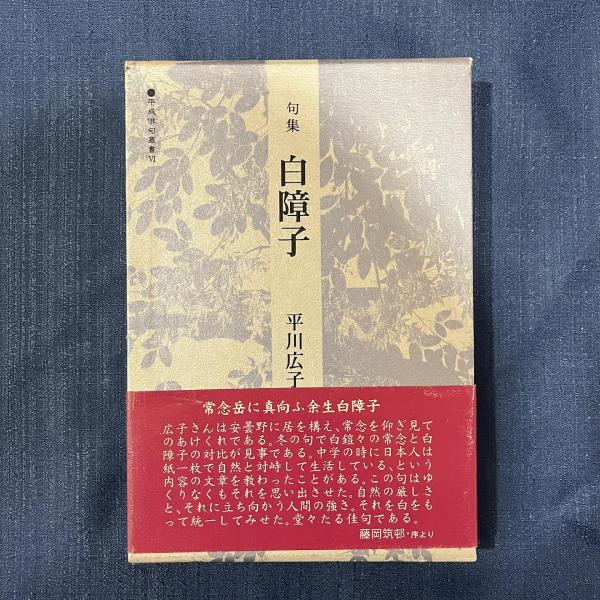 ●平成俳句叢書Ⅵ
句集
白障子
平川広子
常念岳に真向ふ余生白障子
広子さんは安曇野に居を構え、常念を仰ぎ見て
のあけくれである。冬の句で白鎧々の常念と白
障子の対比が見事である。中学の時に日本人は
紙一枚で自然と対峙して生活している、という
内容の文章を教わったことがある。この句はゆ
くりなくもそれを思い出させた。自然の厳しさ
と、それに立ち向かう人間の強さ。それを白をも
って統一してみせた。堂々たる佳句である。
藤岡筑邨・序より